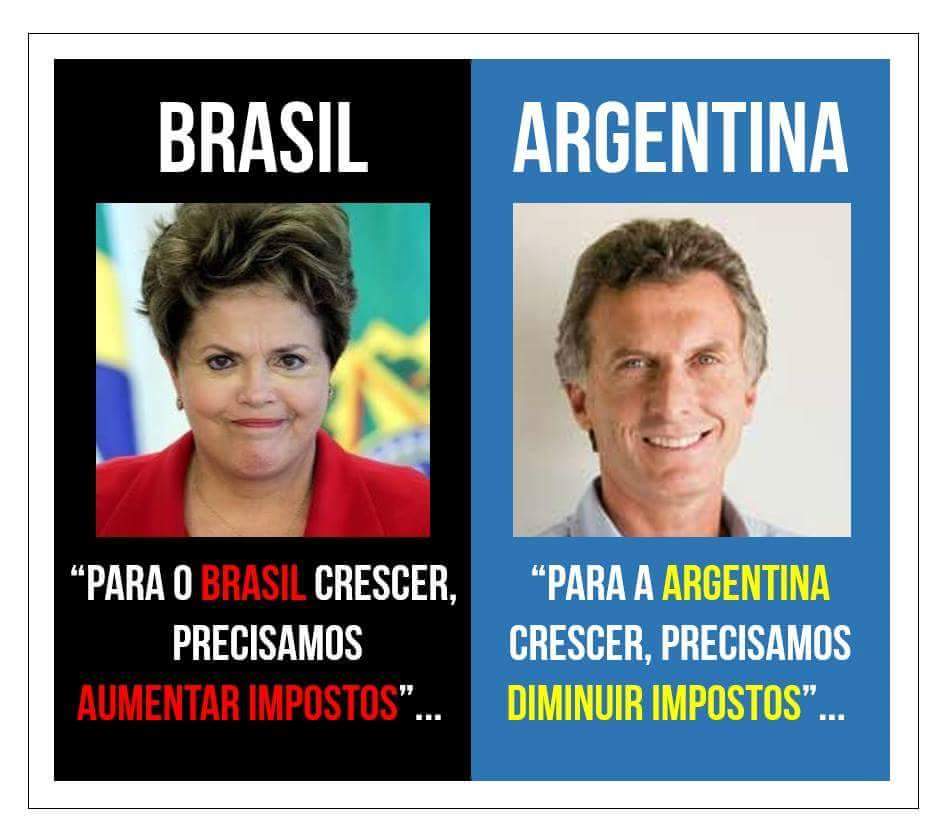 BRASIL
"PARA O BRASIL CRESCER,
PRECISAMOS
AUMENTAR IMPOSTOS"...
ARGENTINA
"PARA A ARGENTINA
CRESCER, PRECISAMOS
DIMINUIR IMPOSTOS"...